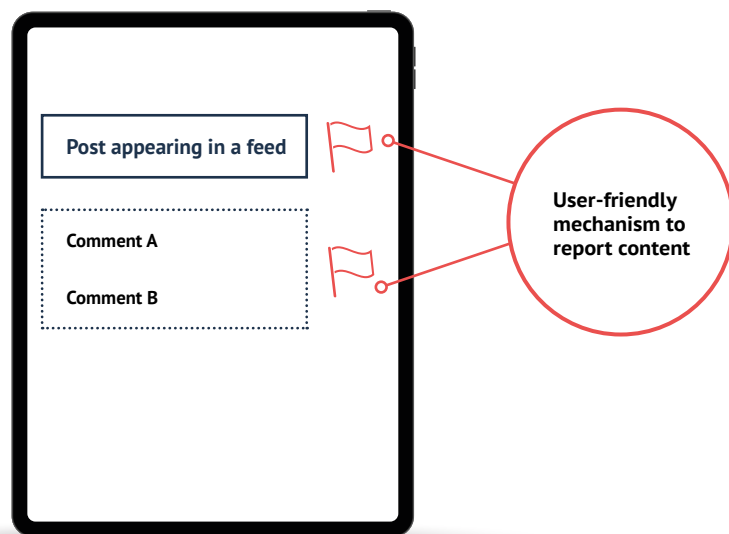 Post appearing in a feed
Comment A
Comment B
User-friendly
mechanism to
report content